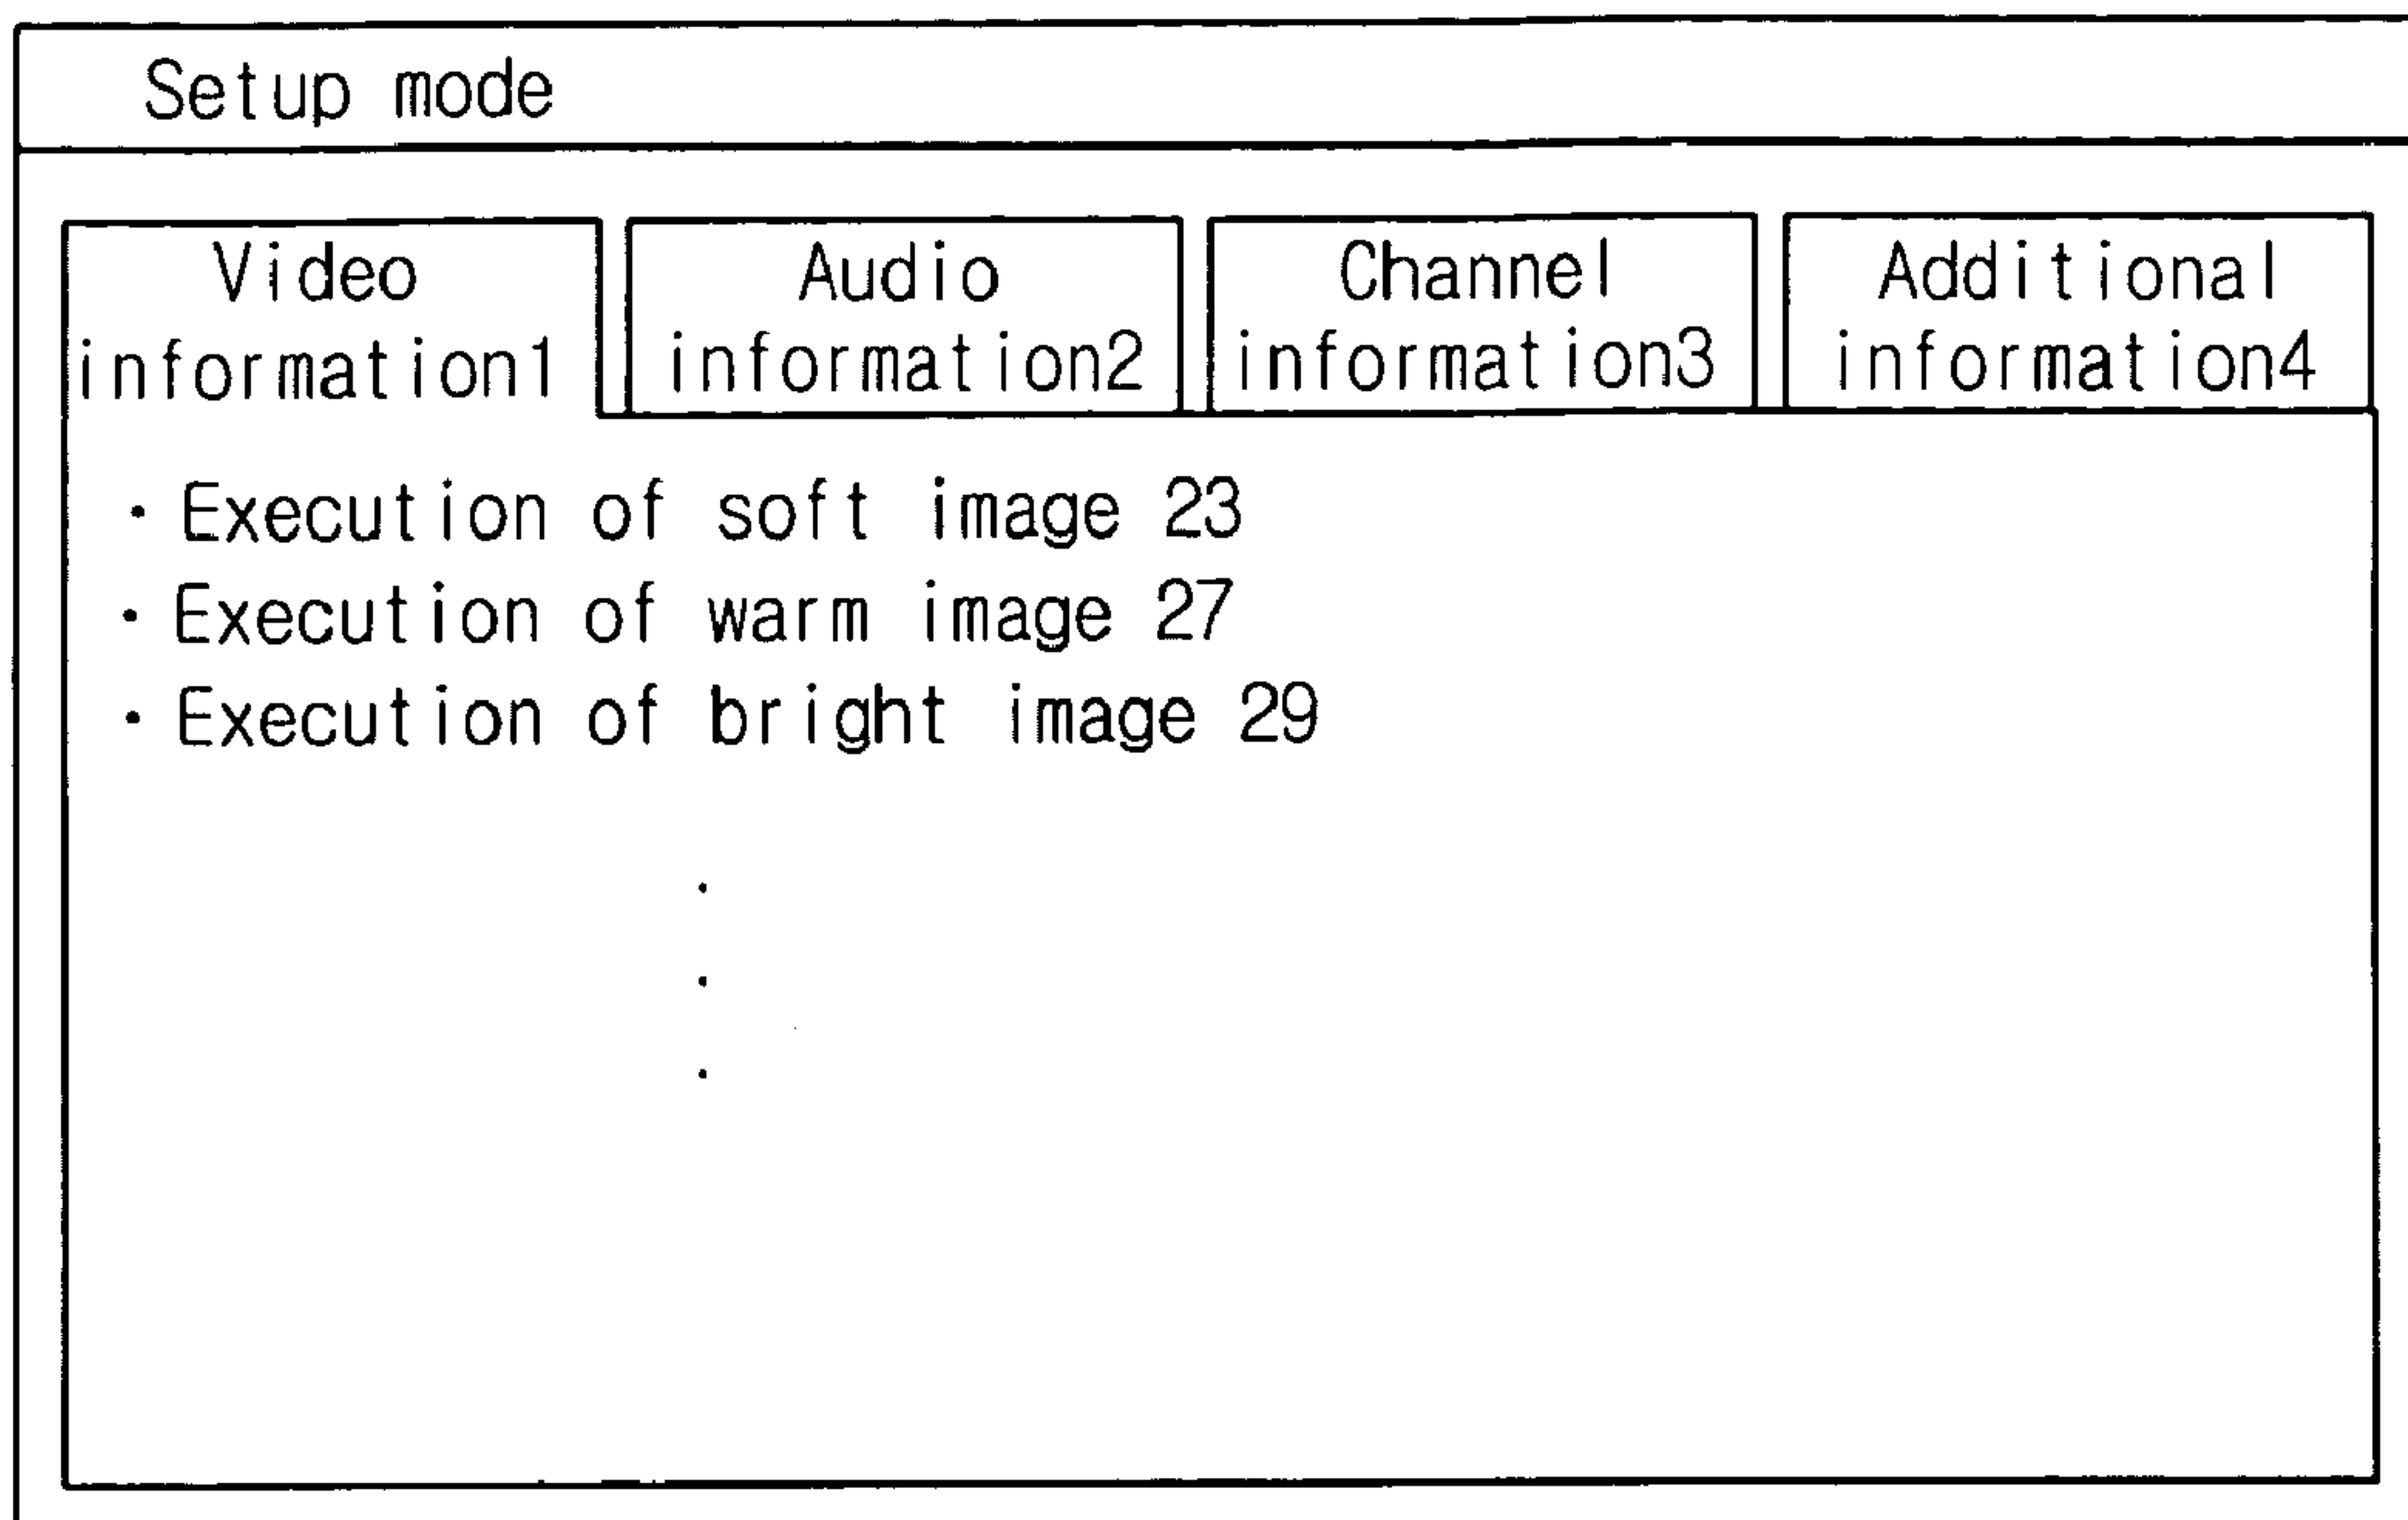 Setup mode
Video
information1
Audio
information2
Channel
information3
Additional
information4
· Execution of soft image 23
· Execution of warm image 27
· Execution of bright image 29
.
.
.